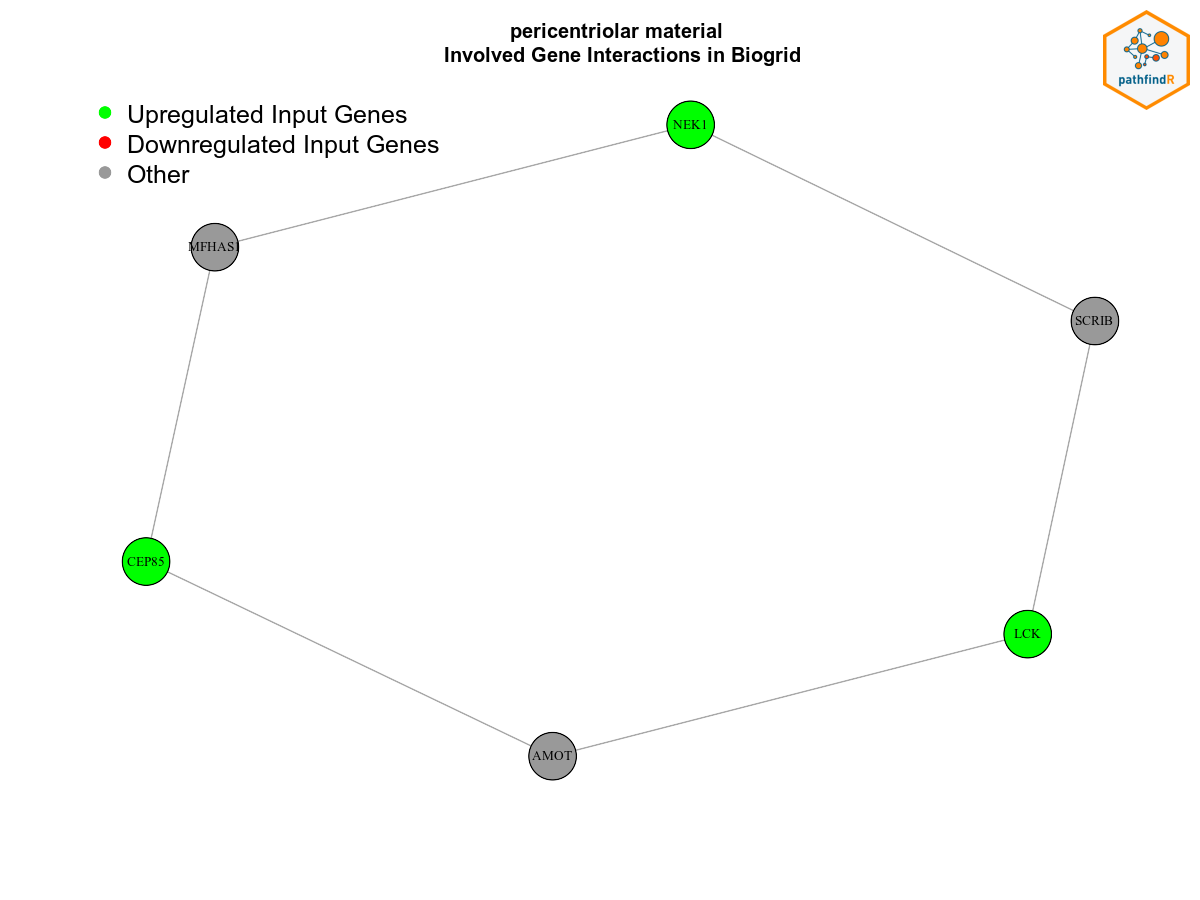 pericentriolar material
Involved Gene Interactions in Biogrid
pathfindR
Upregulated Input Genes
Downregulated Input Genes
Other
NEK1
MFHAS1
SCRIB
CEP85
LCK
AMOT